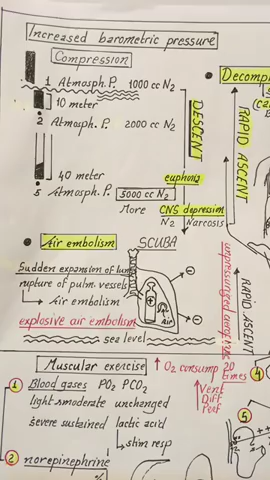 Increased barometric pressure
Compression
1 Atmosph. P. 1000 cc N2
10 meter
2 Atmosph. P. 2000 cc N2
40 meter
5 Atmosph. P. 5000 cc N2
More
DESCENT
euphoria
CNS depression
N2 Narcosis
Decomp
RAPID ASCENT
RAPID ASCENT
Air embolism
SCUBA
Sudden expansion of lung
rupture of pulm. vessels
Air embolism
Air
explosive air embolism
sea level
Muscular exercise
↑ O2 consump 20 times
1 Blood gases PO2 PCO2
light & moderate unchanged
severe sustained lactic acid
stim resp
↑ Vent
Diff
Perf
2 norepinephrine
4
5